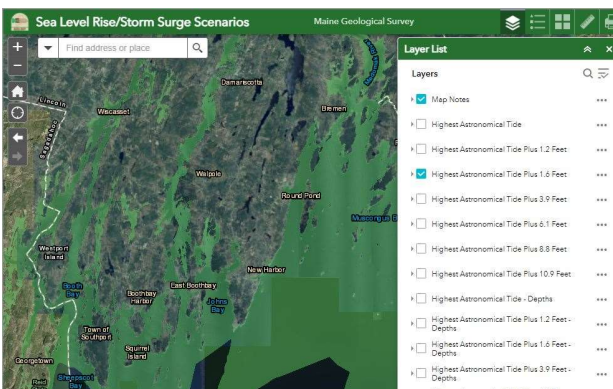 Sea Level Rise/Storm Surge Scenarios
Maine Geological Survey
Find address or place
Layer List
Layers
Map Notes
Highest Astronomical Tide
Highest Astronomical Tide Plus 1.2 Feet
Highest Astronomical Tide Plus 1.6 Feet
Highest Astronomical Tide Plus 3.9 Feet
Highest Astronomical Tide Plus 6.1 Feet
Highest Astronomical Tide Plus 8.8 Feet
Highest Astronomical Tide Plus 10.9 Feet
Highest Astronomical Tide - Depths
Highest Astronomical Tide Plus 1.2 Feet -
Depths
Highest Astronomical Tide Plus 1.6 Feet -
Depths
Highest Astronomical Tide Plus 3.9 Feet -
Depths
Damariscotta
Lincoln
Sagadahoc
Wiscasset
Bremen
Walpole
Round Pond
Muscongus B
Westport
Island
New Harbor
Booth
Bay
Boothbay
Harbor
East Boothbay
Johns
Bay
Town of
Southport
Squirrel
Island
Georgetown
Sheepscot
Bay
Reid